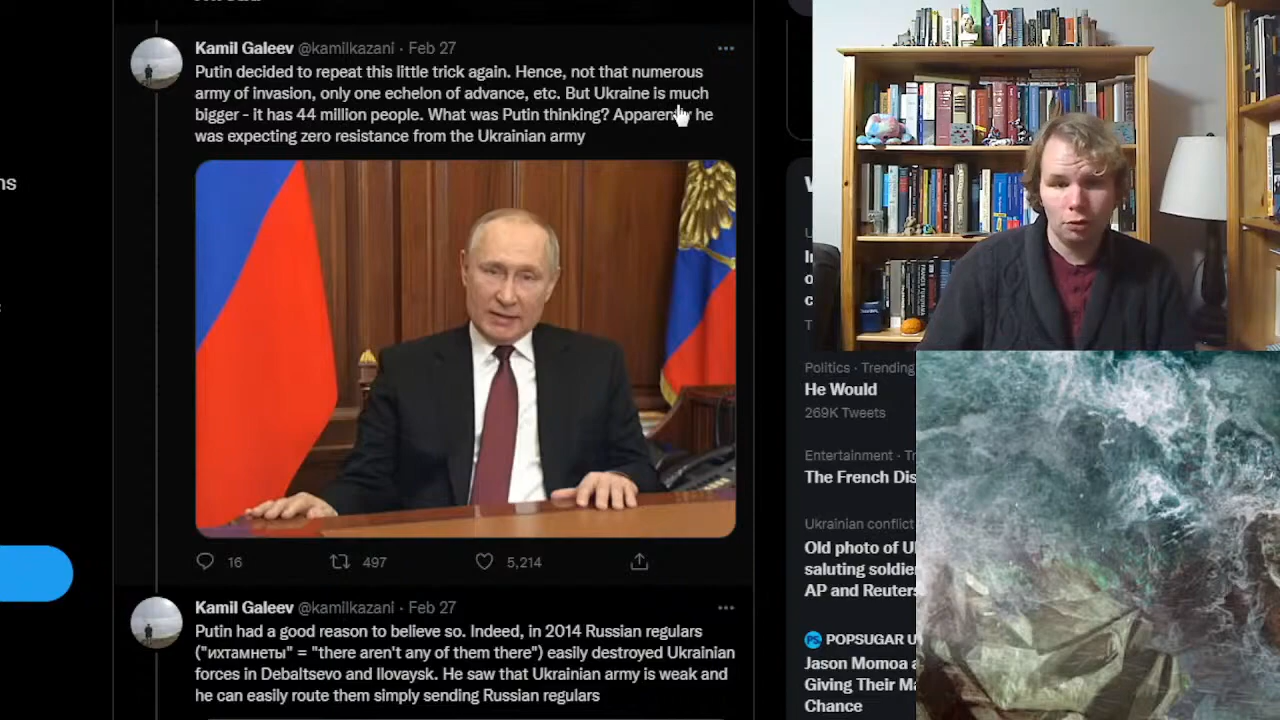 Kamil Galeev @kamilkazani · Feb 27
Putin decided to repeat this little trick again. Hence, not that numerous
army of invasion, only one echelon of advance, etc. But Ukraine is much
bigger - it has 44 million people. What was Putin thinking? Apparently he
was expecting zero resistance from the Ukrainian army
16
497
5,214
Kamil Galeev @kamilkazani · Feb 27
Putin had a good reason to believe so. Indeed, in 2014 Russian regulars
("ихтамнеты" = "there aren't any of them there") easily destroyed Ukrainian
forces in Debaltsevo and Ilovaysk. He saw that Ukrainian army is weak and
he can easily route them simply sending Russian regulars
ns
Politics · Trending
He Would
269K Tweets
Entertainment · Tr
The French Dis
Ukrainian conflict
Old photo of U
saluting soldie
AP and Reuters
POPSUGAR U
Jason Momoa a
Giving Their Ma
Chance